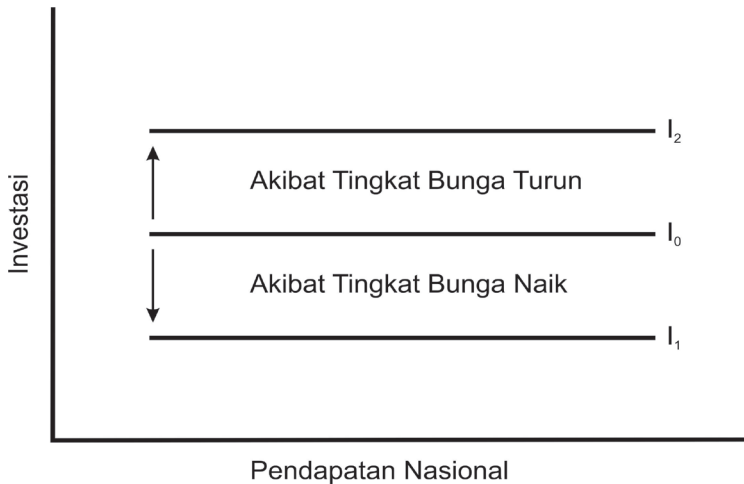 I₂
Akibat Tingkat Bunga Turun
Investasi
I₀
Akibat Tingkat Bunga Naik
I₁
Pendapatan Nasional